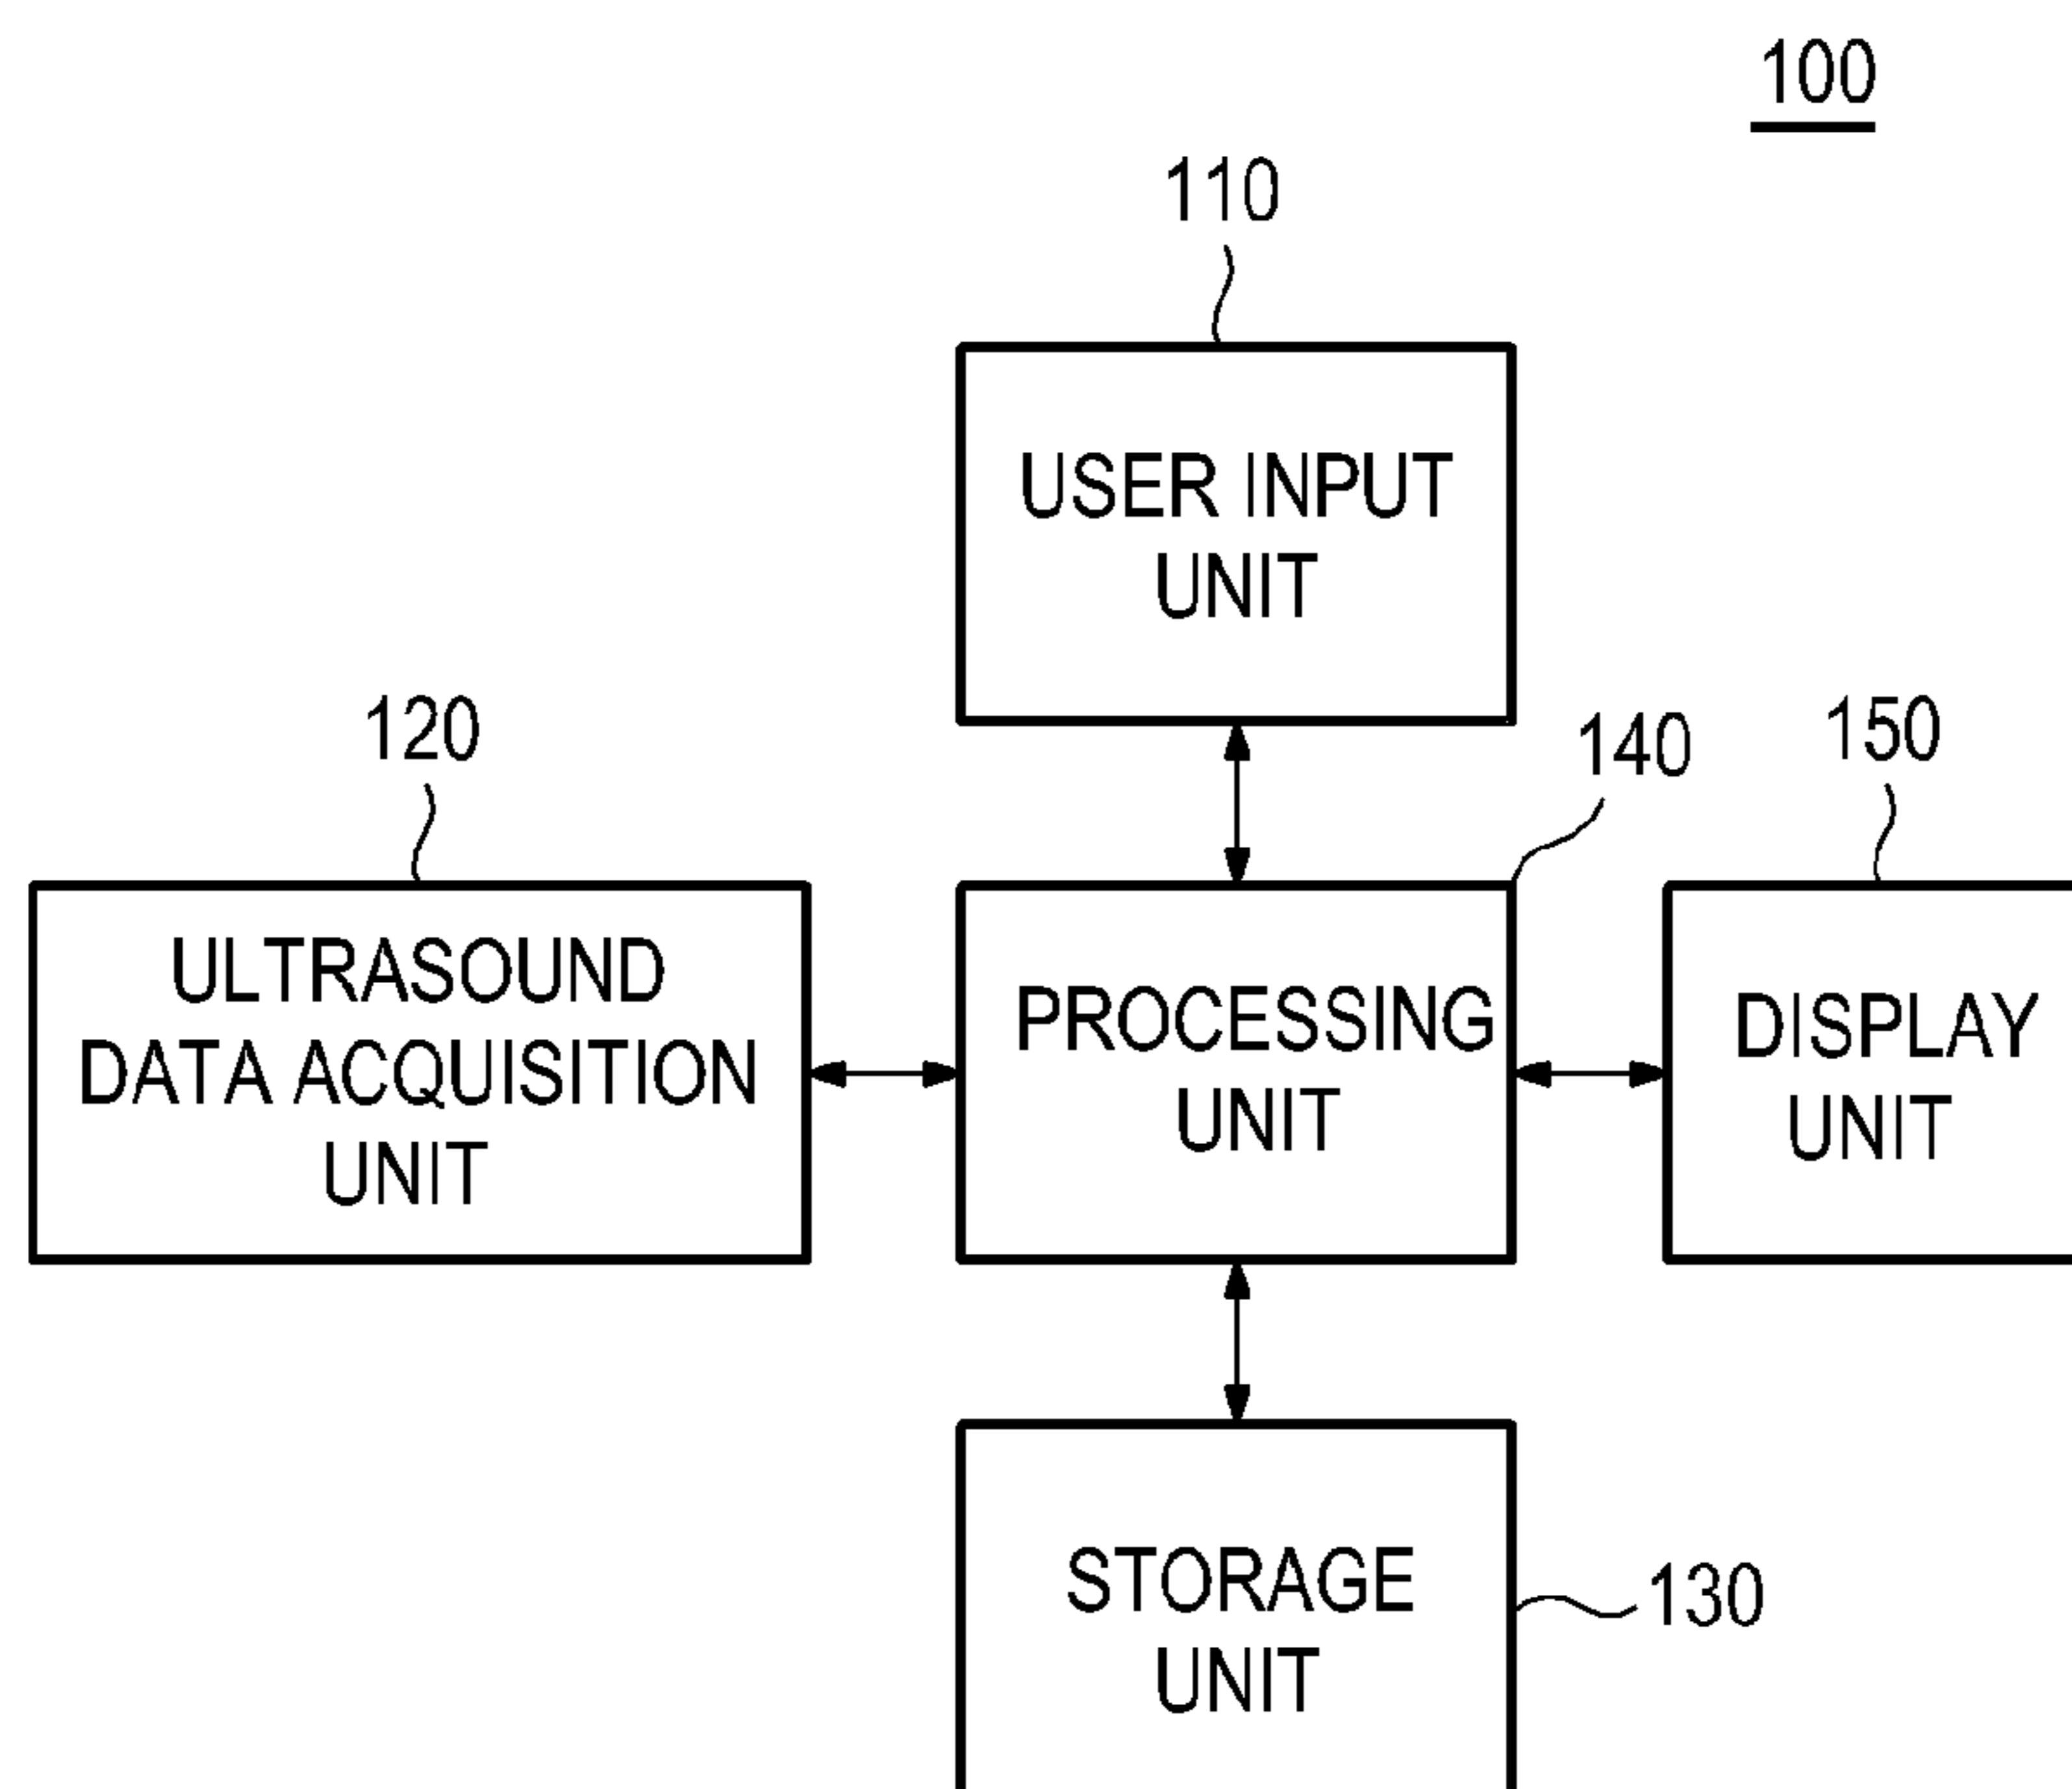 100
110
USER INPUT
UNIT
120
140
150
ULTRASOUND
DATA ACQUISITION
UNIT
PROCESSING
UNIT
DISPLAY
UNIT
STORAGE
UNIT
130